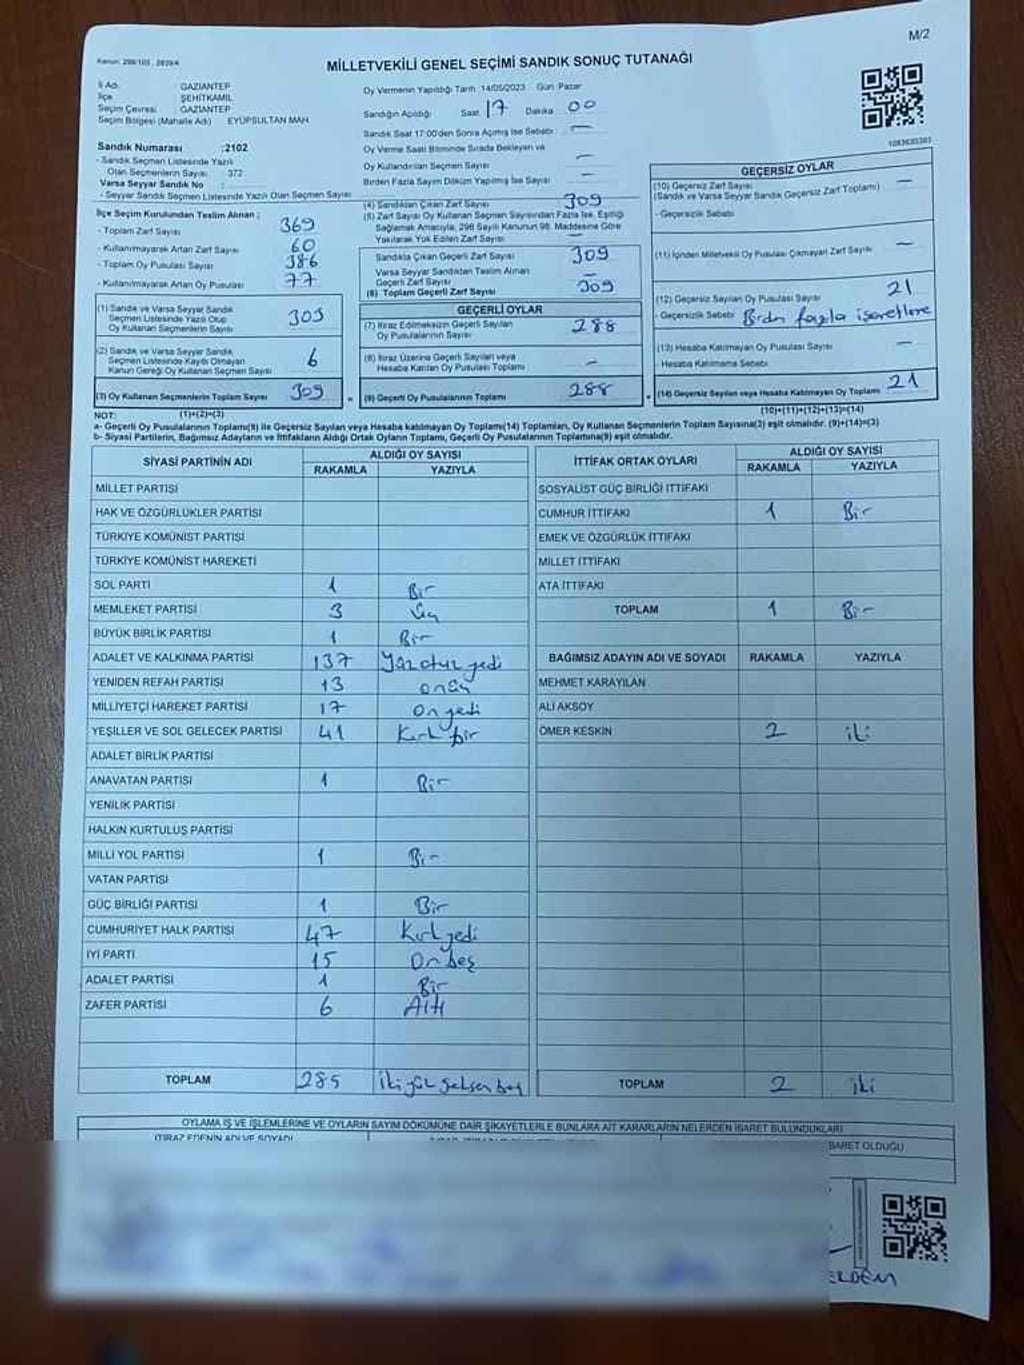 M/2
Kanun: 298/105 , 2839/4
MİLLETVEKİLİ GENEL SEÇİMİ SANDIK SONUÇ TUTANAĞI
İl Adı : GAZİANTEP
İlçe : ŞEHİTKAMİL
Seçim Çevresi : GAZİANTEP
Seçim Bölgesi (Mahalle Adı) : EYÜPSULTAN MAH.
Sandık Numarası :2102
- Sandık Seçmen Listesinde Yazılı
Olan Seçmenlerin Sayısı : 372
Varsa Seyyar Sandık No :
- Seyyar Sandık Seçmen Listesinde Yazılı Olan Seçmen Sayısı
Oy Vermenin Yapıldığı Tarih :14/05/2023 Gün :Pazar
Sandığın Açıldığı Saat 17 Dakika 00
Sandık Saat 17:00'den Sonra Açılmış İse Sebebi : —
Oy Verme Saati Bitiminde Sırada Bekleyen ve
Oy Kullandırılan Seçmen Sayısı —
Birden Fazla Sayım Döküm Yapılmış İse Sayısı —
1083635383
İlçe Seçim Kurulundan Teslim Alınan ;
- Toplam Zarf Sayısı 369
- Kullanılmayarak Artan Zarf Sayısı 60
- Toplam Oy Pusulası Sayısı 386
- Kullanılmayarak Artan Oy Pusulası 77
(1) Sandık ve Varsa Seyyar Sandık
Seçmen Listesinde Yazılı Olup
Oy Kullanan Seçmenlerin Sayısı 303
(2) Sandık ve Varsa Seyyar Sandık
Seçmen Listesinde Kayıtlı Olmayan
Kanun Gereği Oy Kullanan Seçmen Sayısı 6
(3) Oy Kullanan Seçmenlerin Toplam Sayısı 309
(1)+(2)=(3)
(4) Sandıktan Çıkan Zarf Sayısı 309
(5) Zarf Sayısı Oy Kullanan Seçmen Sayısından Fazla İse, Eşitliği
Sağlamak Amacıyla, 298 Sayılı Kanunun 98. Maddesine Göre
Yakılarak Yok Edilen Zarf Sayısı —
Sandıkta Çıkan Geçerli Zarf Sayısı 309
Varsa Seyyar Sandıktan Teslim Alınan
Geçerli Zarf Sayısı —
(6) Toplam Geçerli Zarf Sayısı 309
GEÇERLİ OYLAR
(7) İtiraz Edilmeksizin Geçerli Sayılan
Oy Pusulalarının Sayısı 288
(8) İtiraz Üzerine Geçerli Sayılan veya
Hesaba Katılan Oy Pusulası Toplamı —
(9) Geçerli Oy Pusulalarının Toplamı 288
GEÇERSİZ OYLAR
(10) Geçersiz Zarf Sayısı
(Sandık ve Varsa Seyyar Sandık Geçersiz Zarf Toplamı) —
- Geçersizlik Sebebi
(11) İçinden Milletvekili Oy Pusulası Çıkmayan Zarf Sayısı —
(12) Geçersiz Sayılan Oy Pusulası Sayısı 21
- Geçersizlik Sebebi
(13) Hesaba Katılmayan Oy Pusulası Sayısı —
- Hesaba Katılmama Sebebi
(14) Geçersiz Sayılan veya Hesaba Katılmayan Oy Toplamı 21
(10)+(11)+(12)+(13)=(14)
NOT:
a- Geçerli Oy Pusulalarının Toplamı(9) ile Geçersiz Sayılan veya Hesaba katılmayan Oy Toplamı(14) Toplamları, Oy Kullanan Seçmenlerin Toplam Sayısına(3) eşit olmalıdır. (9)+(14)=(3)
b- Siyasi Partilerin, Bağımsız Adayların ve İttifakların Aldığı Ortak Oyların Toplamı, Geçerli Oy Pusulalarının Toplamına(9) eşit olmalıdır.
SİYASİ PARTİNİN ADI ALDIĞI OY SAYISI
RAKAMLA YAZIYLA
MİLLET PARTİSİ
HAK VE ÖZGÜRLÜKLER PARTİSİ
TÜRKİYE KOMÜNİST PARTİSİ
TÜRKİYE KOMÜNİST HAREKETİ
SOL PARTİ 1 Bir
MEMLEKET PARTİSİ 3 Üç
BÜYÜK BİRLİK PARTİSİ 1 Bir
ADALET VE KALKINMA PARTİSİ 137 Yüzotuz yedi
YENİDEN REFAH PARTİSİ 13 onüç
MİLLİYETÇİ HAREKET PARTİSİ 17 on yedi
YEŞİLLER VE SOL GELECEK PARTİSİ 41 Kırk bir
ADALET BİRLİK PARTİSİ
ANAVATAN PARTİSİ 1 Bir
YENİLİK PARTİSİ
HALKIN KURTULUŞ PARTİSİ
MİLLİ YOL PARTİSİ 1 Bir
VATAN PARTİSİ
GÜÇ BİRLİĞİ PARTİSİ 1 Bir
CUMHURİYET HALK PARTİSİ 47 Kırkyedi
İYİ PARTİ 15 Onbeş
ADALET PARTİSİ 1 Bir
ZAFER PARTİSİ 6 Altı
TOPLAM 285 İkiyüz seksen beş
İTTİFAK ORTAK OYLARI ALDIĞI OY SAYISI
RAKAMLA YAZIYLA
SOSYALİST GÜÇ BİRLİĞİ İTTİFAKI
CUMHUR İTTİFAKI 1 Bir
EMEK VE ÖZGÜRLÜK İTTİFAKI
MİLLET İTTİFAKI
ATA İTTİFAKI
TOPLAM 1 Bir
BAĞIMSIZ ADAYIN ADI VE SOYADI RAKAMLA YAZIYLA
MEHMET KARAYILAN
ALİ AKSOY
ÖMER KESKİN 2 iki
TOPLAM 2 iki
OYLAMA İŞ VE İŞLEMLERİNE VE OYLARIN SAYIM DÖKÜMÜNE DAİR ŞİKAYETLERLE BUNLARA AİT KARARLARIN NELERDEN İBARET BULUNDUKLARI
İTİRAZ EDENİN ADI VE SOYADI
İBARET OLDUĞU